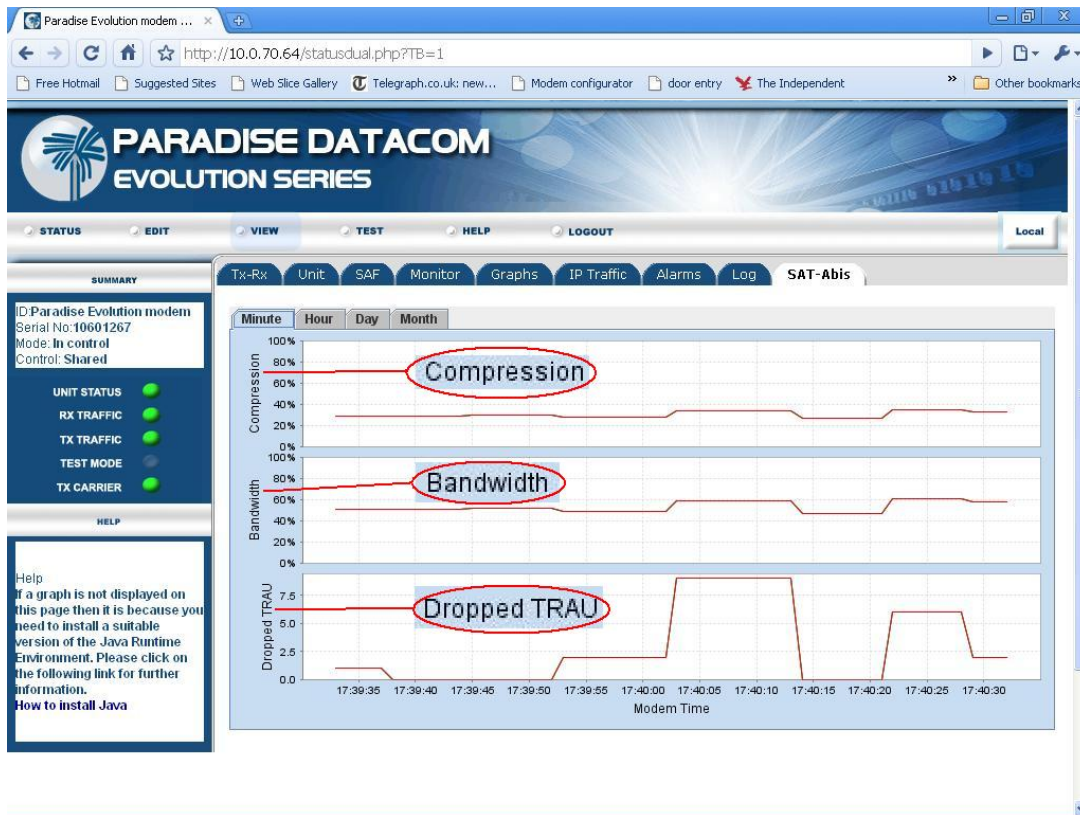 Paradise Evolution modem ...
http://10.0.70.64/statusdual.php?TB=1
Free Hotmail Suggested Sites Web Slice Gallery Telegraph.co.uk: new... Modem configurator door entry The Independent » Other bookmarks
PARADISE DATACOM
EVOLUTION SERIES
STATUS EDIT VIEW TEST HELP LOGOUT Local
SUMMARY
Tx-Rx Unit SAF Monitor Graphs IP Traffic Alarms Log SAT-Abis
ID:Paradise Evolution modem
Serial No:10601267
Mode: In control
Control: Shared
UNIT STATUS
RX TRAFFIC
TX TRAFFIC
TEST MODE
TX CARRIER
HELP
Help
If a graph is not displayed on
this page then it is because you
need to install a suitable
version of the Java Runtime
Environment. Please click on
the following link for further
information.
How to install Java
Minute Hour Day Month
Compression
100%
80%
60%
40%
20%
0%
Compression
Bandwidth
100%
80%
60%
40%
20%
0%
Bandwidth
Dropped TRAU
7.5
5.0
2.5
0.0
Dropped TRAU
17:39:35 17:39:40 17:39:45 17:39:50 17:39:55 17:40:00 17:40:05 17:40:10 17:40:15 17:40:20 17:40:25 17:40:30
Modem Time